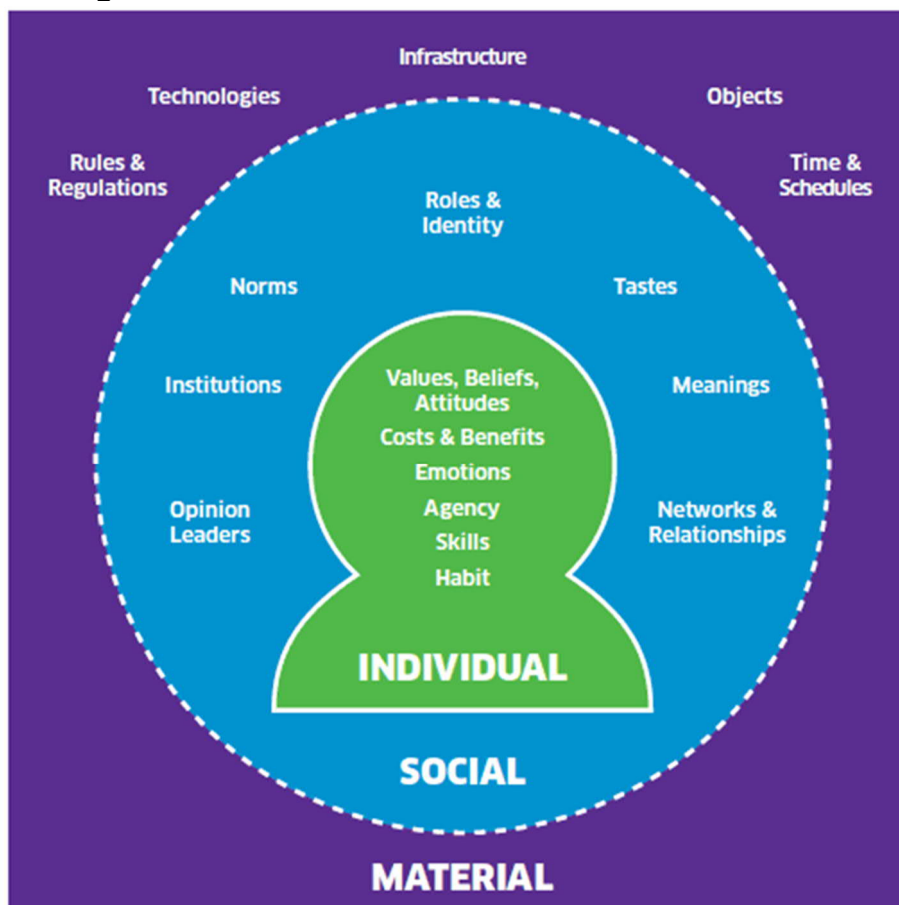 Infrastructure
Technologies
Objects
Rules &
Regulations
Time &
Schedules
Roles &
Identity
Norms
Tastes
Institutions
Values, Beliefs,
Attitudes
Meanings
Costs & Benefits
Emotions
Opinion
Leaders
Agency
Networks &
Relationships
Skills
Habit
INDIVIDUAL
SOCIAL
MATERIAL